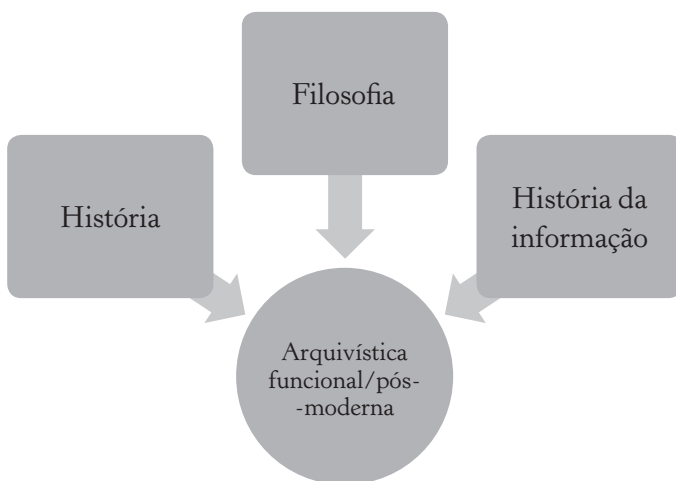 Filosofia
História
História da
informação
Arquivística
funcional/pós-
-moderna